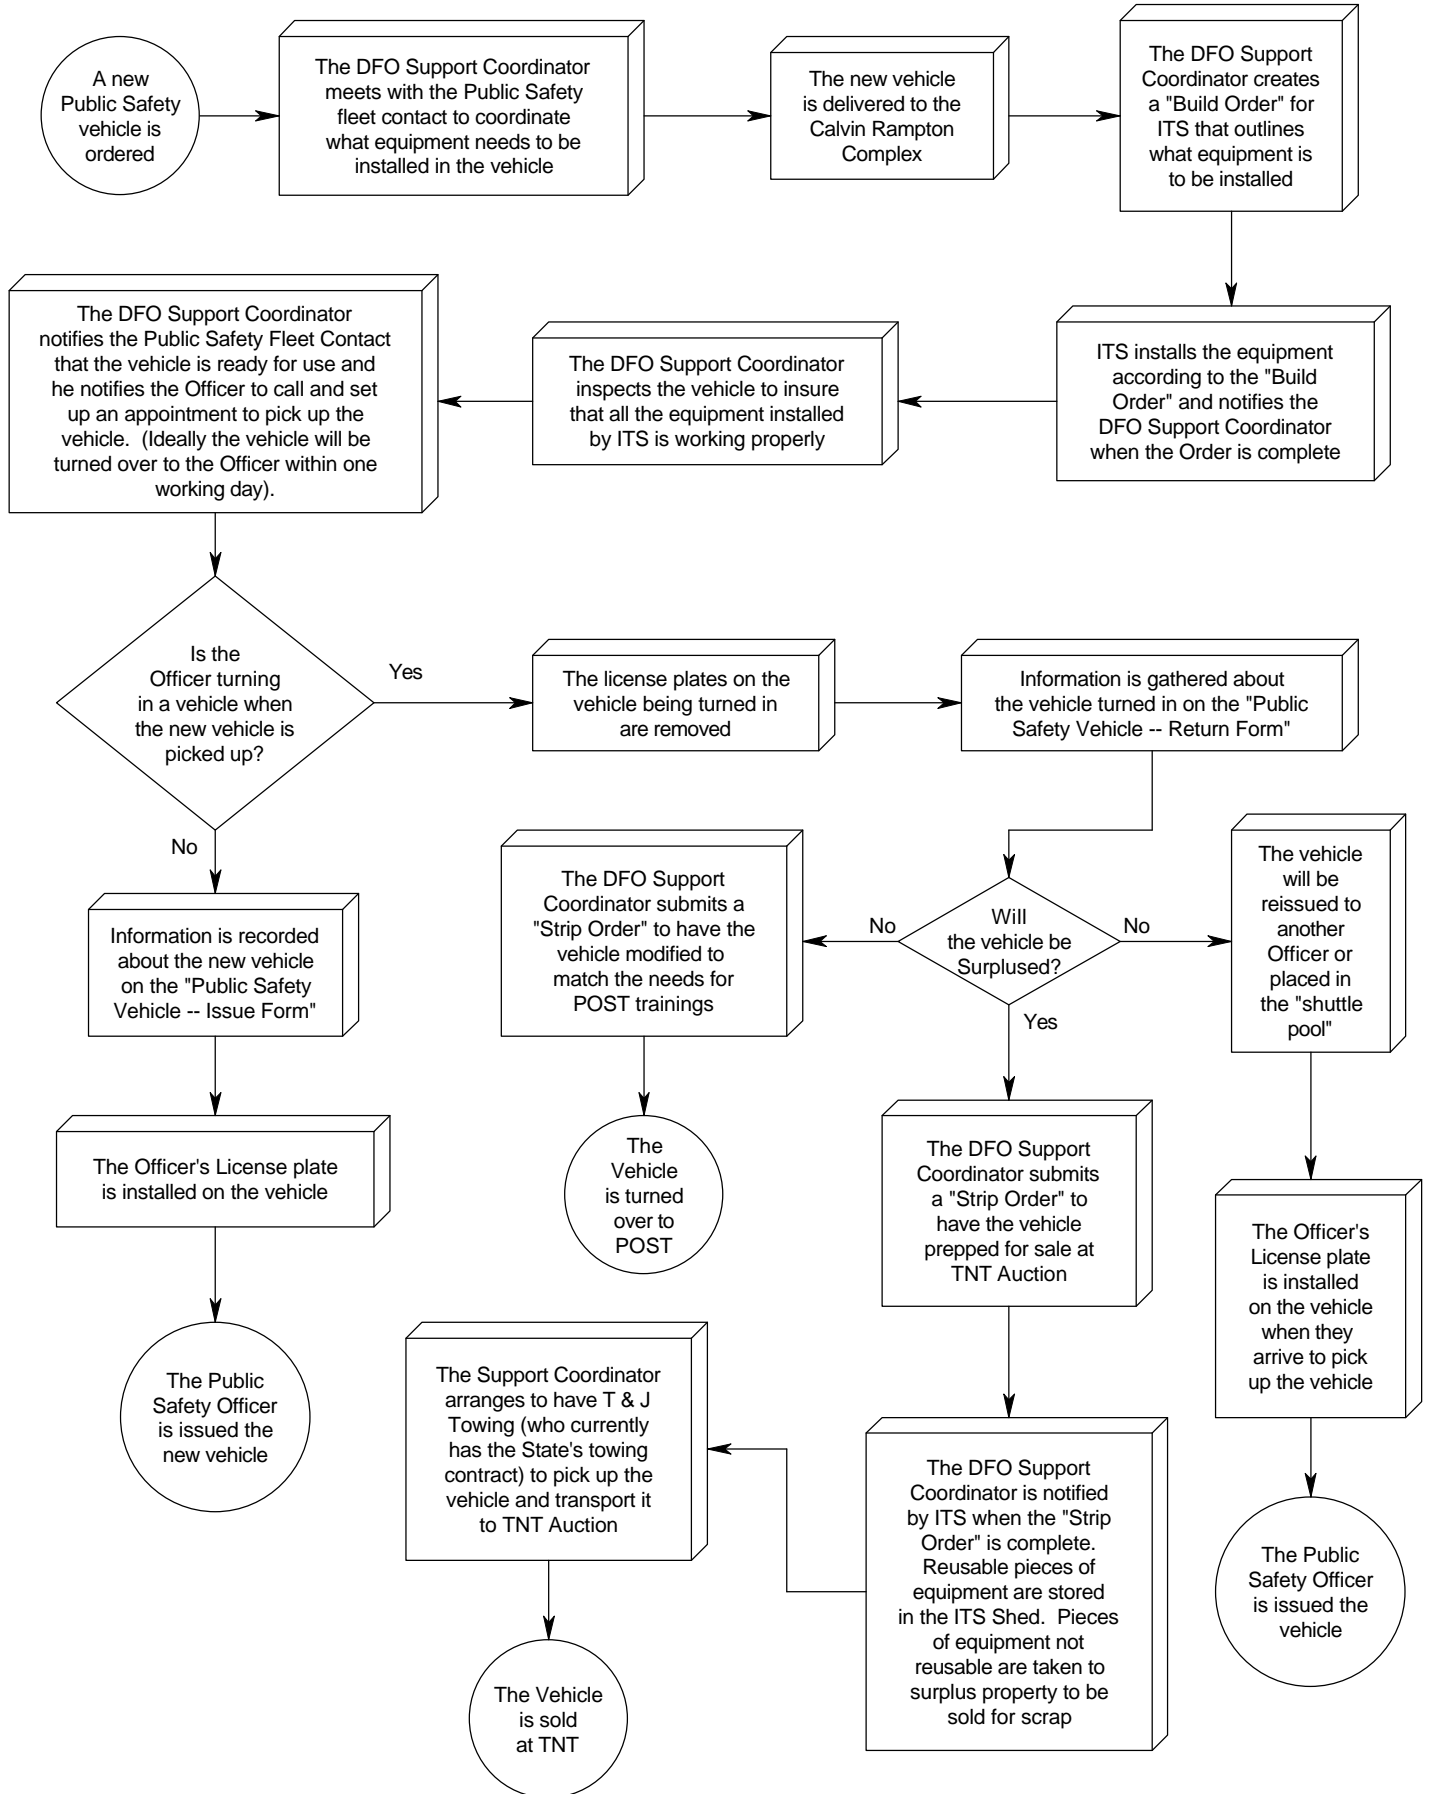 A new
Public Safety
vehicle is
ordered
The DFO Support Coordinator
meets with the Public Safety
fleet contact to coordinate
what equipment needs to be
installed in the vehicle
The new vehicle
is delivered to the
Calvin Rampton
Complex
The DFO Support
Coordinator creates
a "Build Order" for
ITS that outlines
what equipment is
to be installed
ITS installs the equipment
according to the "Build
Order" and notifies the
DFO Support Coordinator
when the Order is complete
The DFO Support Coordinator
inspects the vehicle to insure
that all the equipment installed
by ITS is working properly
The DFO Support Coordinator
notifies the Public Safety Fleet Contact
that the vehicle is ready for use and
he notifies the Officer to call and set
up an appointment to pick up the
vehicle.  (Ideally the vehicle will be
turned over to the Officer within one
working day).
Is the
Officer turning
in a vehicle when
the new vehicle is
picked up?
Yes
The license plates on the
vehicle being turned in
are removed
Information is gathered about
the vehicle turned in on the "Public
Safety Vehicle -- Return Form"
No
Information is recorded
about the new vehicle
on the "Public Safety
Vehicle -- Issue Form"
The Officer's License plate
is installed on the vehicle
The Public
Safety Officer
is issued the
new vehicle
Will
the vehicle be
Surplused?
No
The DFO Support
Coordinator submits a
"Strip Order" to have the
vehicle modified to
match the needs for
POST trainings
The
Vehicle
is turned
over to
POST
No
The vehicle
will be
reissued to
another
Officer or
placed in
the "shuttle
pool"
The Officer's
License plate
is installed
on the vehicle
when they
arrive to pick
up the vehicle
The Public
Safety Officer
is issued the
vehicle
Yes
The DFO Support
Coordinator submits
a "Strip Order" to
have the vehicle
prepped for sale at
TNT Auction
The DFO Support
Coordinator is notified
by ITS when the "Strip
Order" is complete.
Reusable pieces of
equipment are stored
in the ITS Shed.  Pieces
of equipment not
reusable are taken to
surplus property to be
sold for scrap
The Support Coordinator
arranges to have T & J
Towing (who currently
has the State's towing
contract) to pick up the
vehicle and transport it
to TNT Auction
The Vehicle
is sold
at TNT